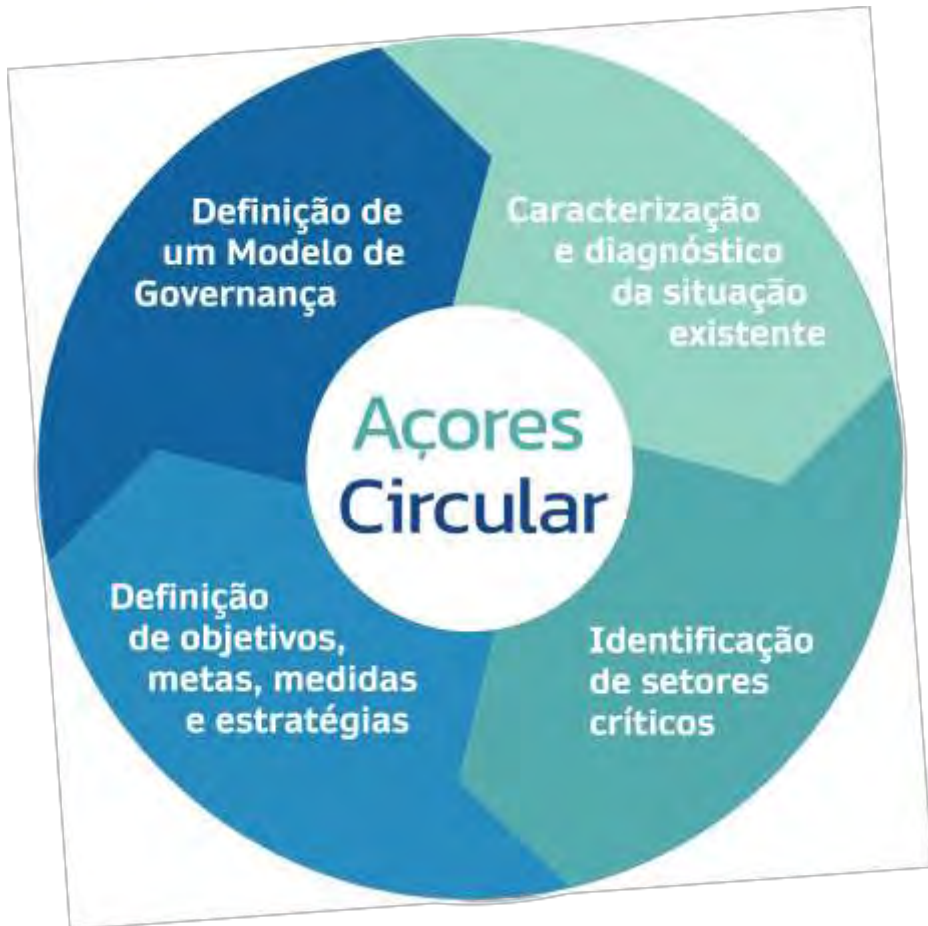 Definição de
um Modelo de
Governança
Caracterização
e diagnóstico
da situação
existente
Açores
Circular
Definição
de objetivos,
metas, medidas
e estratégias
Identificação
de setores
críticos